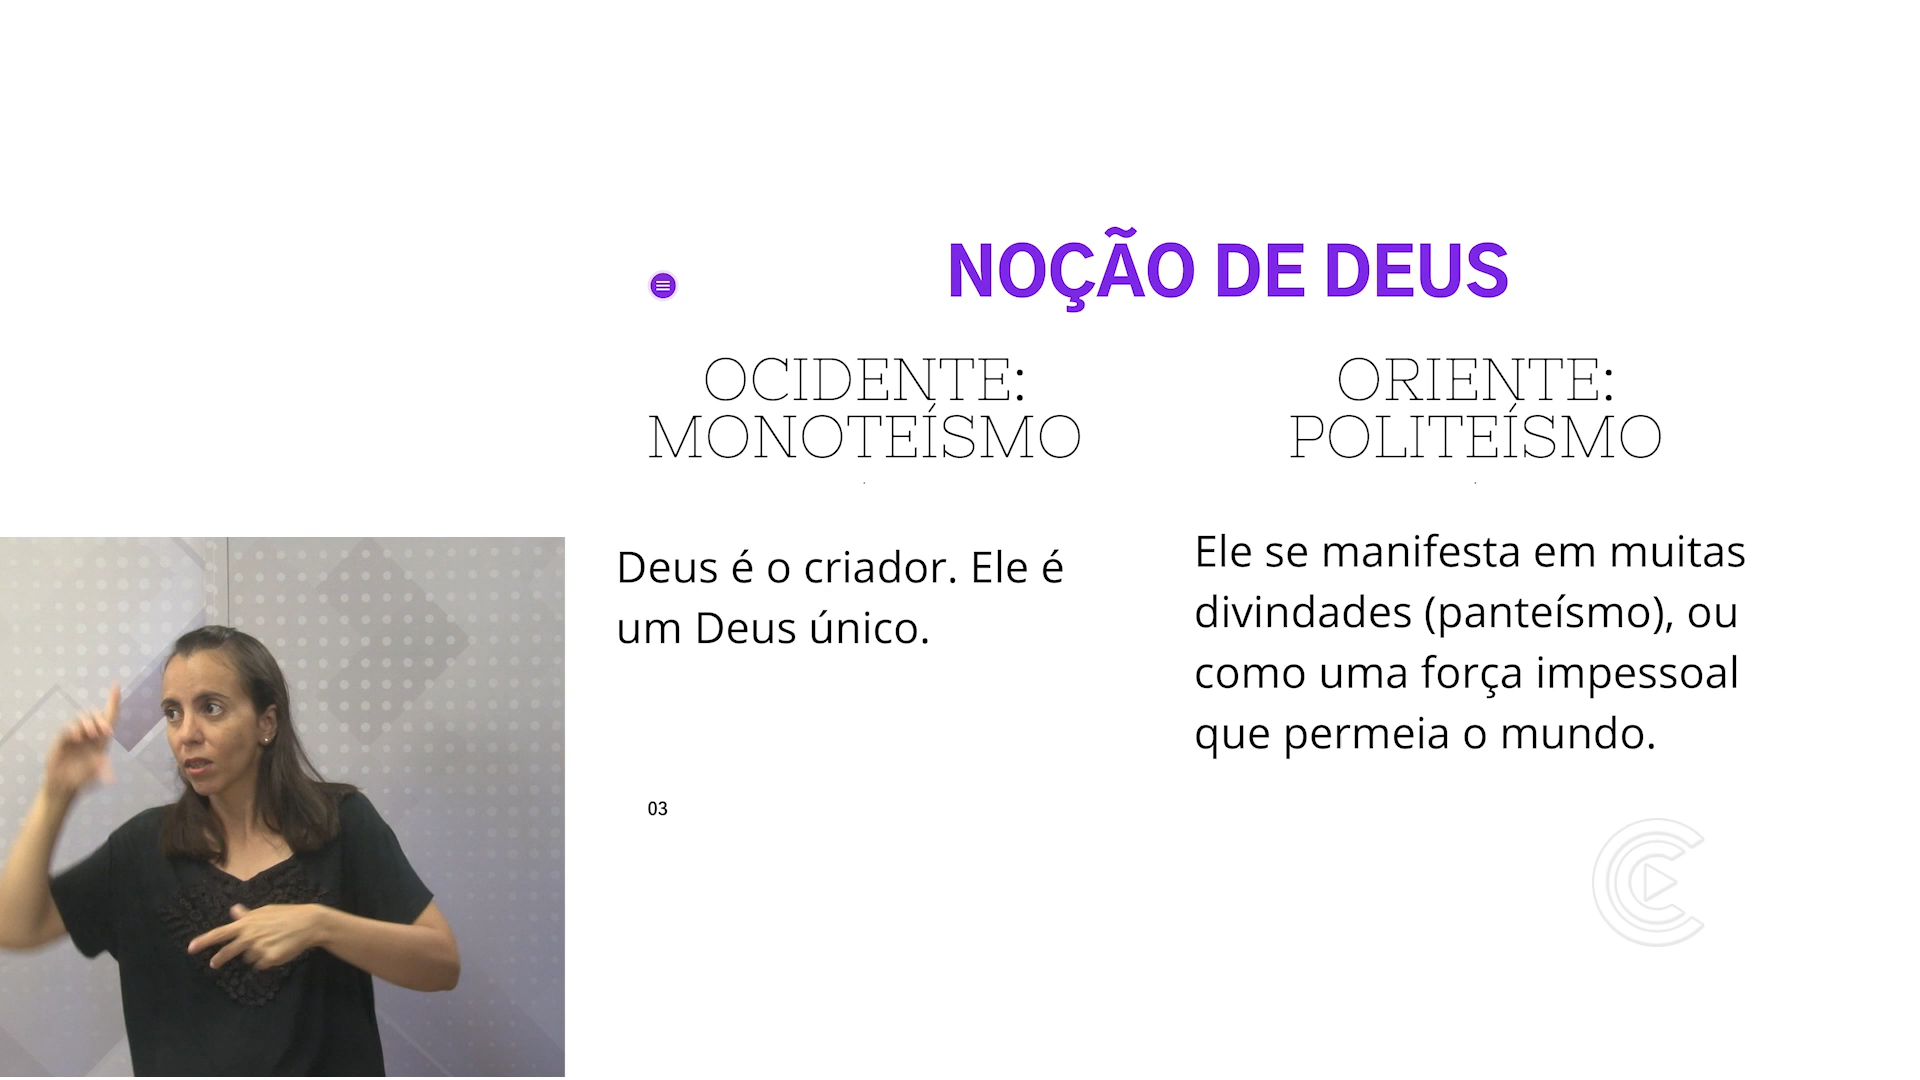 NOÇÃO DE DEUS
OCIDENTE:
MONOTEÍSMO
Deus é o criador. Ele é
um Deus único.
ORIENTE:
POLITEÍSMO
Ele se manifesta em muitas
divindades (panteísmo), ou
como uma força impessoal
que permeia o mundo.
03